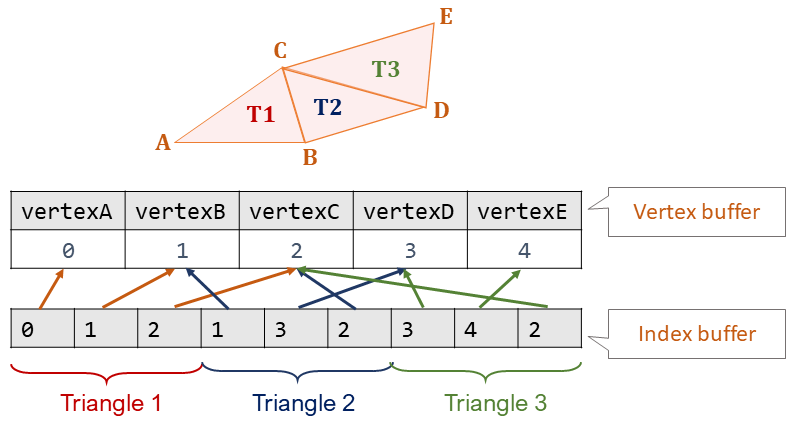 E
C
T3
T1 T2
D
A
B
vertexA vertexB vertexC vertexD vertexE
Vertex buffer
0 1 2 3 4
0 1 2 1 3 2 3 4 2
Index buffer
Triangle 1 Triangle 2 Triangle 3